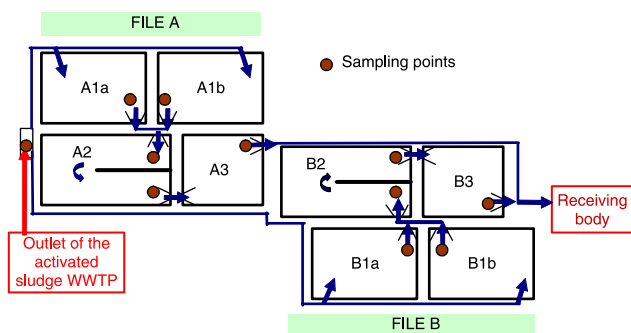 FILE A
A1a
A1b
Sampling points
A2
A3
B2
B3
Outlet of the
activated
sludge WWTP
Receiving
body
B1a
B1b
FILE B